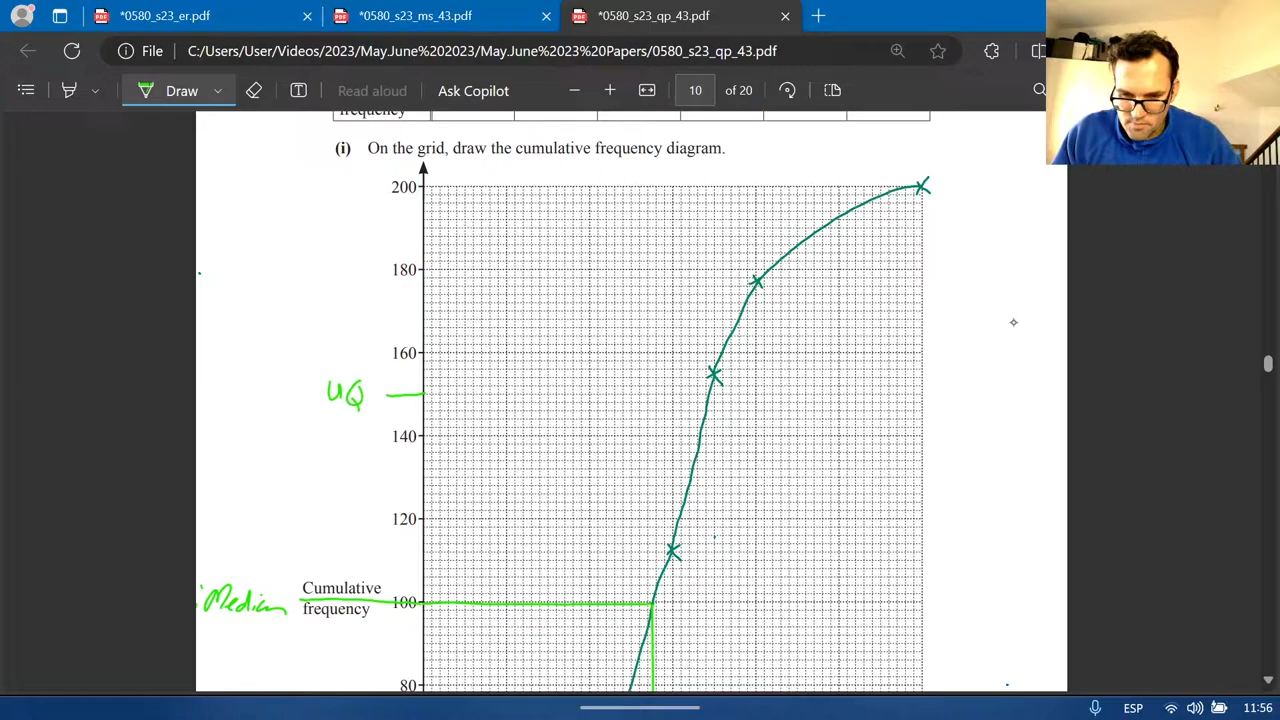 *0580_s23_er.pdf
*0580_s23_ms_43.pdf
*0580_s23_qp_43.pdf
File
C:/Users/User/Videos/2023/May.June%202023/May.June%2023%20Papers/0580_s23_qp_43.pdf
Draw
Read aloud
Ask Copilot
10
of 20
frequency
(i) On the grid, draw the cumulative frequency diagram.
200
180
160
UQ
140
120
Median
Cumulative
frequency
100
80
ESP
11:56